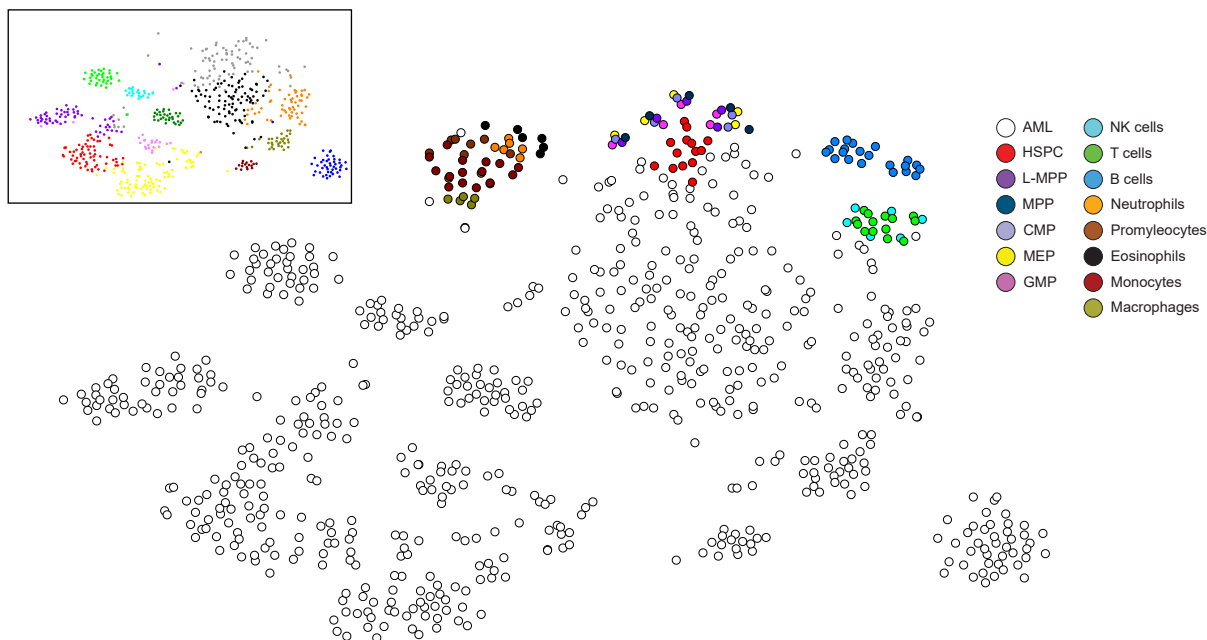 AML
HSPC
L-MPP
MPP
CMP
MEP
GMP
NK cells
T cells
B cells
Neutrophils
Promyleocytes
Eosinophils
Monocytes
Macrophages